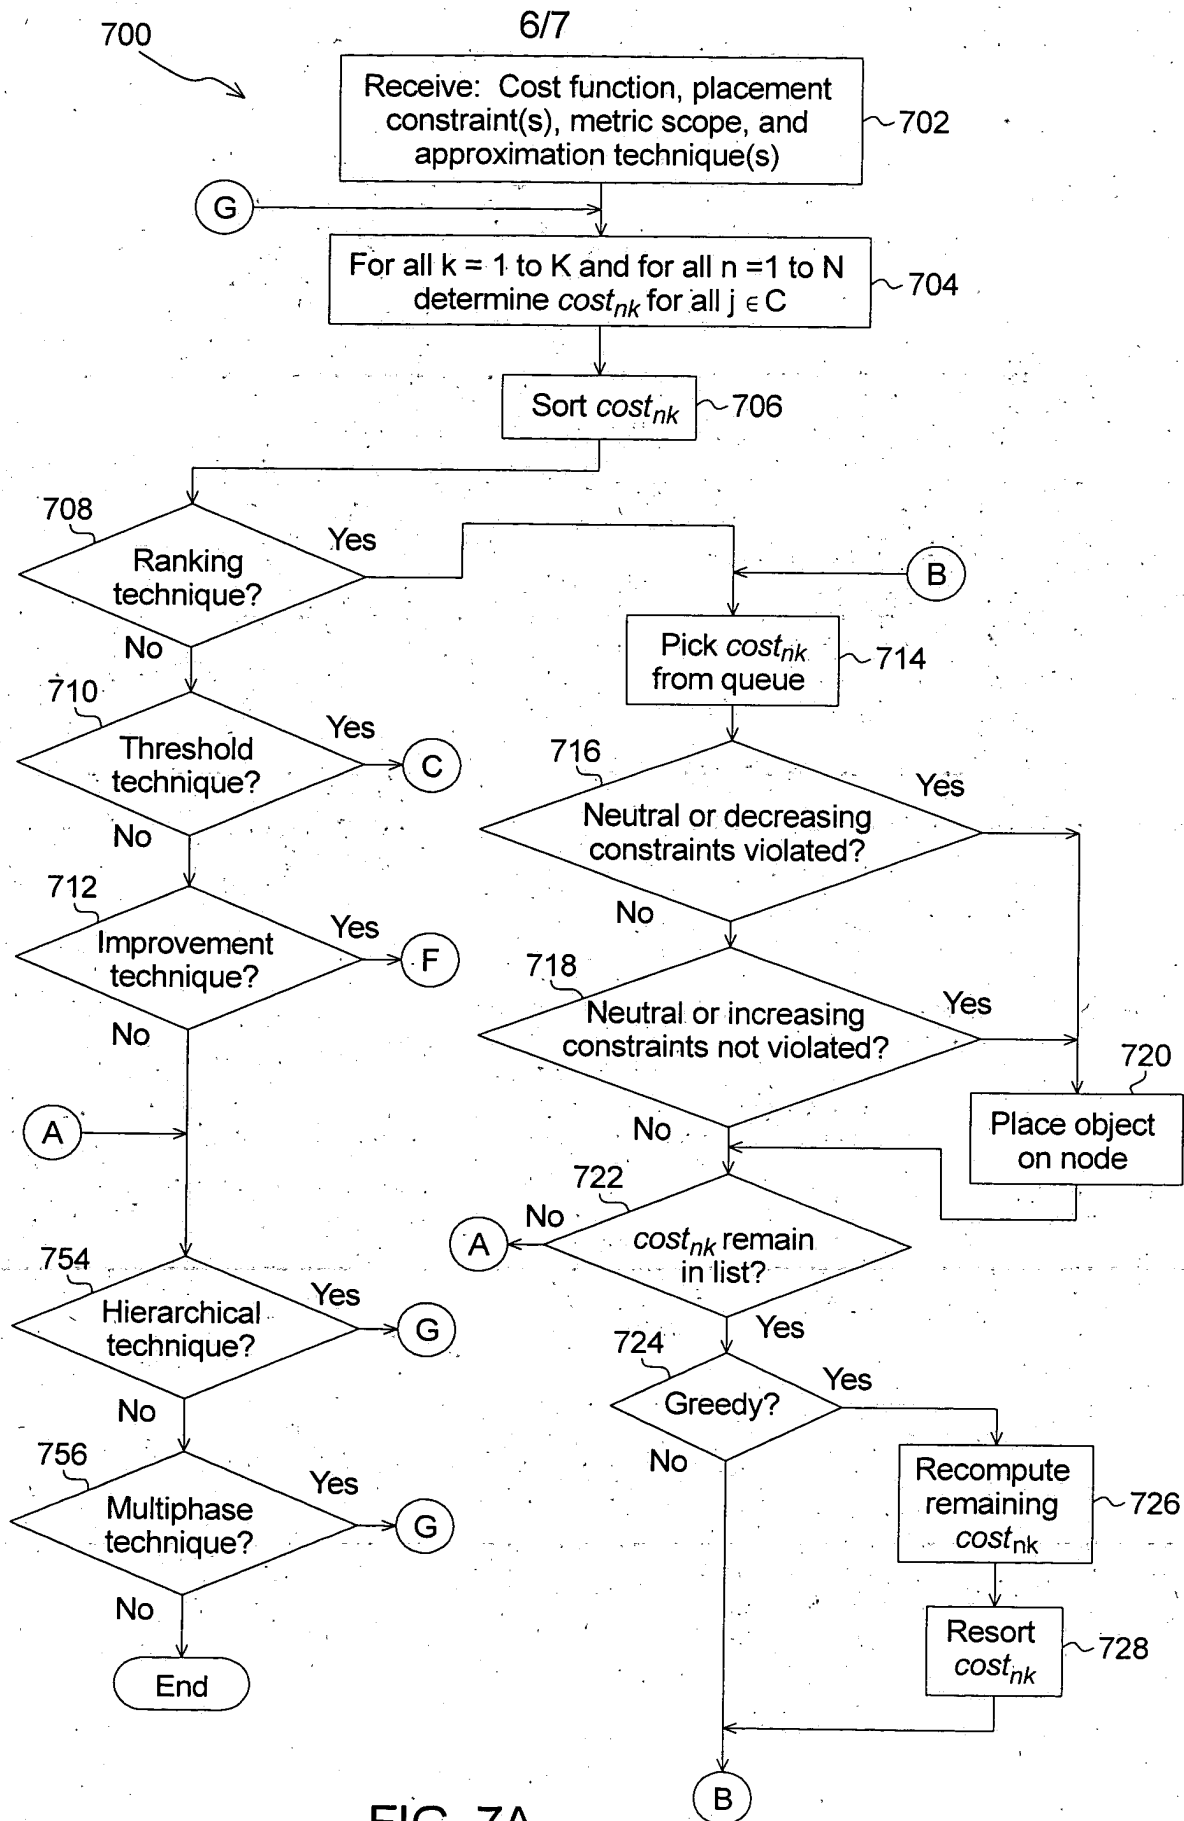 6/7
700
Receive: Cost function, placement
constraint(s), metric scope, and
approximation technique(s)
702
G
For all k = 1 to K and for all n =1 to N
determine cost_nk for all j ∈ C
704
Sort cost_nk
706
708
Ranking
technique?
Yes
No
B
Pick cost_nk
from queue
714
710
Threshold
technique?
Yes
C
No
716
Neutral or decreasing
constraints violated?
Yes
No
712
Improvement
technique?
Yes
F
No
718
Neutral or increasing
constraints not violated?
Yes
No
720
Place object
on node
A
722
cost_nk remain
in list?
No
A
Yes
754
Hierarchical
technique?
Yes
G
No
724
Greedy?
Yes
No
Recompute
remaining
cost_nk
726
756
Multiphase
technique?
Yes
G
No
Resort
cost_nk
728
End
B
FIG. 7A